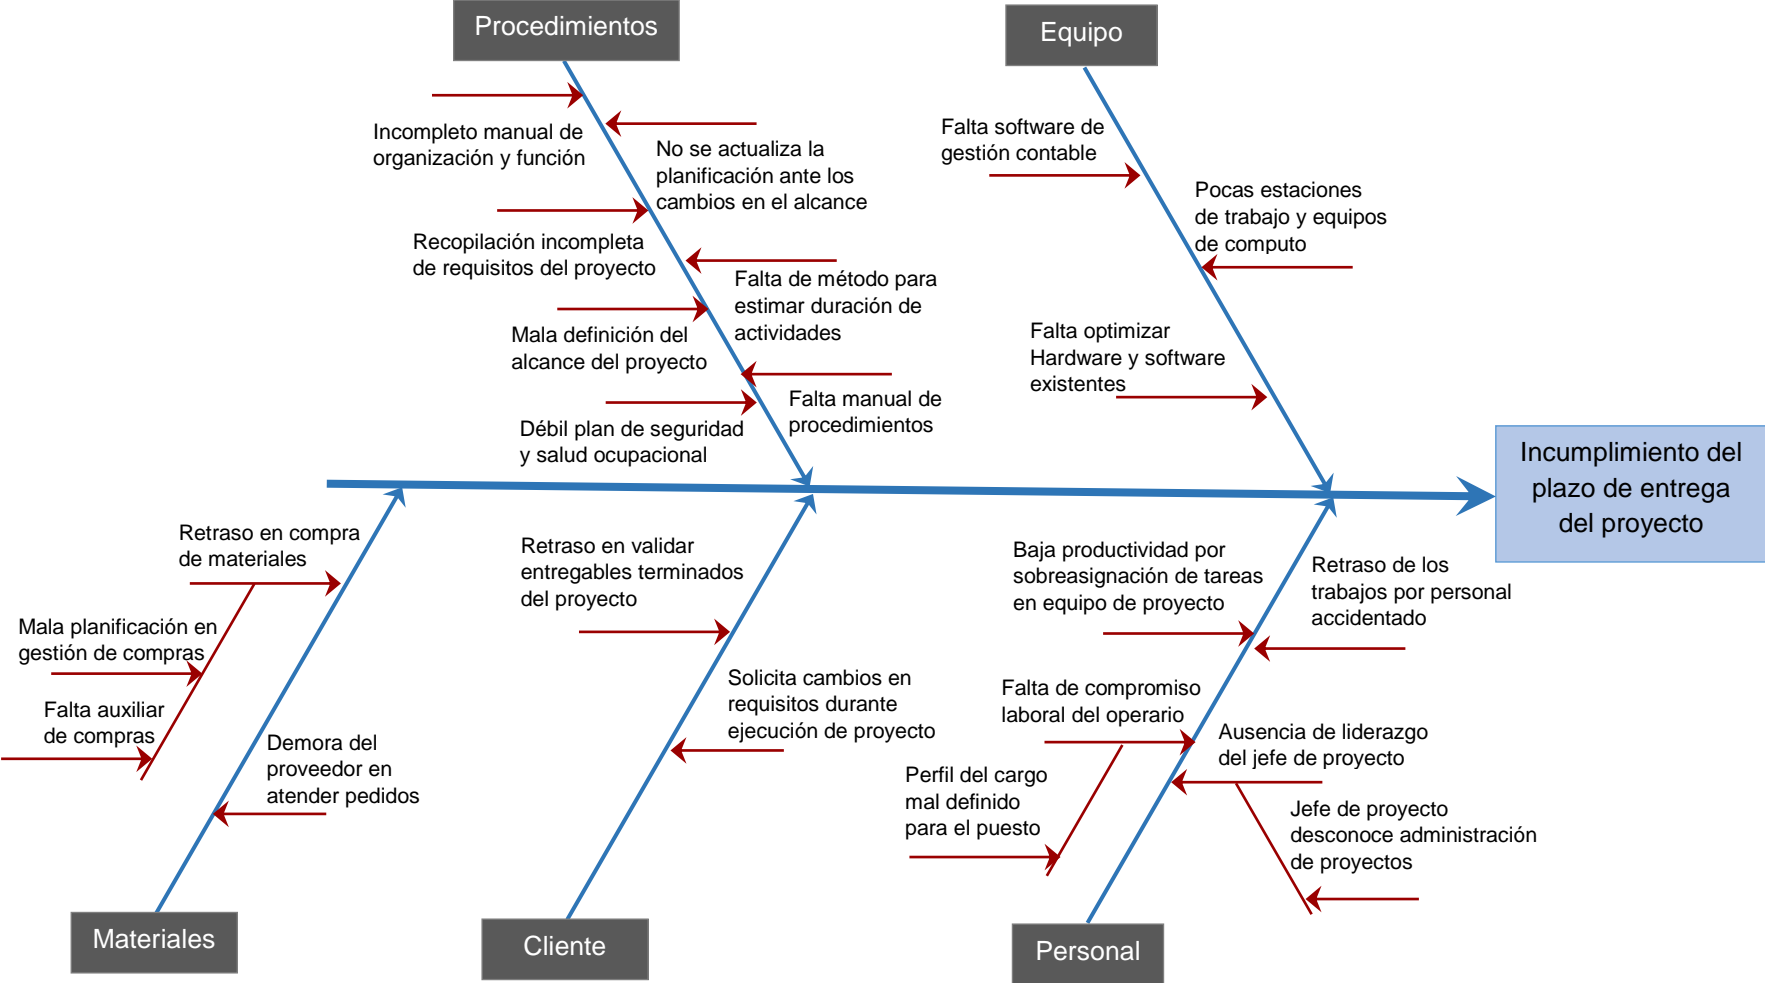 Procedimientos
Equipo
Incompleto manual de
organización y función
No se actualiza la
planificación ante los
cambios en el alcance
Recopilación incompleta
de requisitos del proyecto
Falta de método para
estimar duración de
actividades
Mala definición del
alcance del proyecto
Falta manual de
procedimientos
Débil plan de seguridad
y salud ocupacional
Falta software de
gestión contable
Pocas estaciones
de trabajo y equipos
de computo
Falta optimizar
Hardware y software
existentes
Incumplimiento del
plazo de entrega
del proyecto
Retraso en compra
de materiales
Mala planificación en
gestión de compras
Falta auxiliar
de compras
Demora del
proveedor en
atender pedidos
Retraso en validar
entregables terminados
del proyecto
Solicita cambios en
requisitos durante
ejecución de proyecto
Baja productividad por
sobreasignación de tareas
en equipo de proyecto
Retraso de los
trabajos por personal
accidentado
Falta de compromiso
laboral del operario
Ausencia de liderazgo
del jefe de proyecto
Perfil del cargo
mal definido
para el puesto
Jefe de proyecto
desconoce administración
de proyectos
Materiales
Cliente
Personal